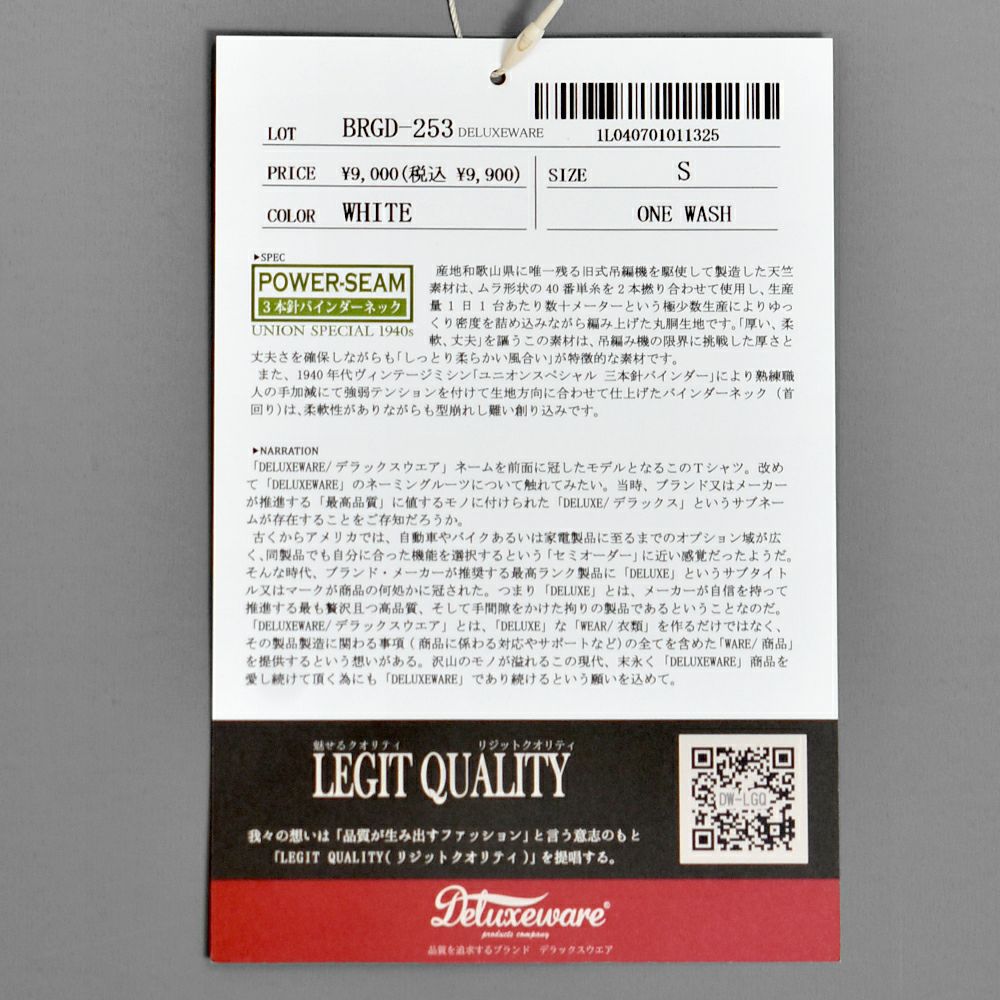 LOT BRGD-253 DELUXEWARE 1L040701011325
PRICE ¥9,000(税込 ¥9,900) SIZE S
COLOR WHITE ONE WASH
▶SPEC
POWER-SEAM
3本針バインダーネック
UNION SPECIAL 1940s
産地和歌山県に唯一残る旧式吊編機を駆使して製造した天竺
素材は、ムラ形状の40番単糸を2本撚り合わせて使用し、生産
量1日1台あたり数十メーターという極少数生産によりゆっ
くり密度を詰め込みながら編み上げた丸胴生地です。「厚い、柔
軟、丈夫」を謳うこの素材は、吊編み機の限界に挑戦した厚さと
丈夫さを確保しながらも「しっとり柔らかい風合い」が特徴的な素材です。
また、1940年代ヴィンテージミシン「ユニオンスペシャル 三本針バインダー」により熟練職
人の手加減にて強弱テンションを付けて生地方向に合わせて仕上げたバインダーネック(首
回り)は、柔軟性がありながらも型崩れし難い創り込みです。
▶NARRATION
「DELUXEWARE/デラックスウエア」ネームを前面に冠したモデルとなるこのTシャツ。改め
て「DELUXEWARE」のネーミングルーツについて触れてみたい。当時、ブランド又はメーカー
が推進する「最高品質」に値するモノに付けられた「DELUXE/デラックス」というサブネー
ムが存在することをご存知だろうか。
古くからアメリカでは、自動車やバイクあるいは家電製品に至るまでのオプション域が広
く、同製品でも自分に合った機能を選択するという「セミオーダー」に近い感覚だったようだ。
そんな時代、ブランド・メーカーが推奨する最高ランク製品に「DELUXE」というサブタイト
ル又はマークが商品の何処かに冠された。つまり「DELUXE」とは、メーカーが自信を持って
推進する最も贅沢且つ高品質、そして手間隙をかけた拘りの製品であるということなのだ。
「DELUXEWARE/デラックスウエア」とは、「DELUXE」な「WEAR/衣類」を作るだけではなく、
その製品製造に関わる事項(商品に係わる対応やサポートなど)の全てを含めた「WARE/商品」
を提供するという想いがある。沢山のモノが溢れるこの現代、末永く「DELUXEWARE」商品を
愛し続けて頂く為にも「DELUXEWARE」であり続けるという願いを込めて。
魅せるクオリティ リジットクオリティ
LEGIT QUALITY
DW-LGQ
我々の想いは「品質が生み出すファッション」と言う意志のもと
「LEGIT QUALITY(リジットクオリティ)」を提唱する。
Deluxeware
products company
品質を追求するブランド デラックスウエア